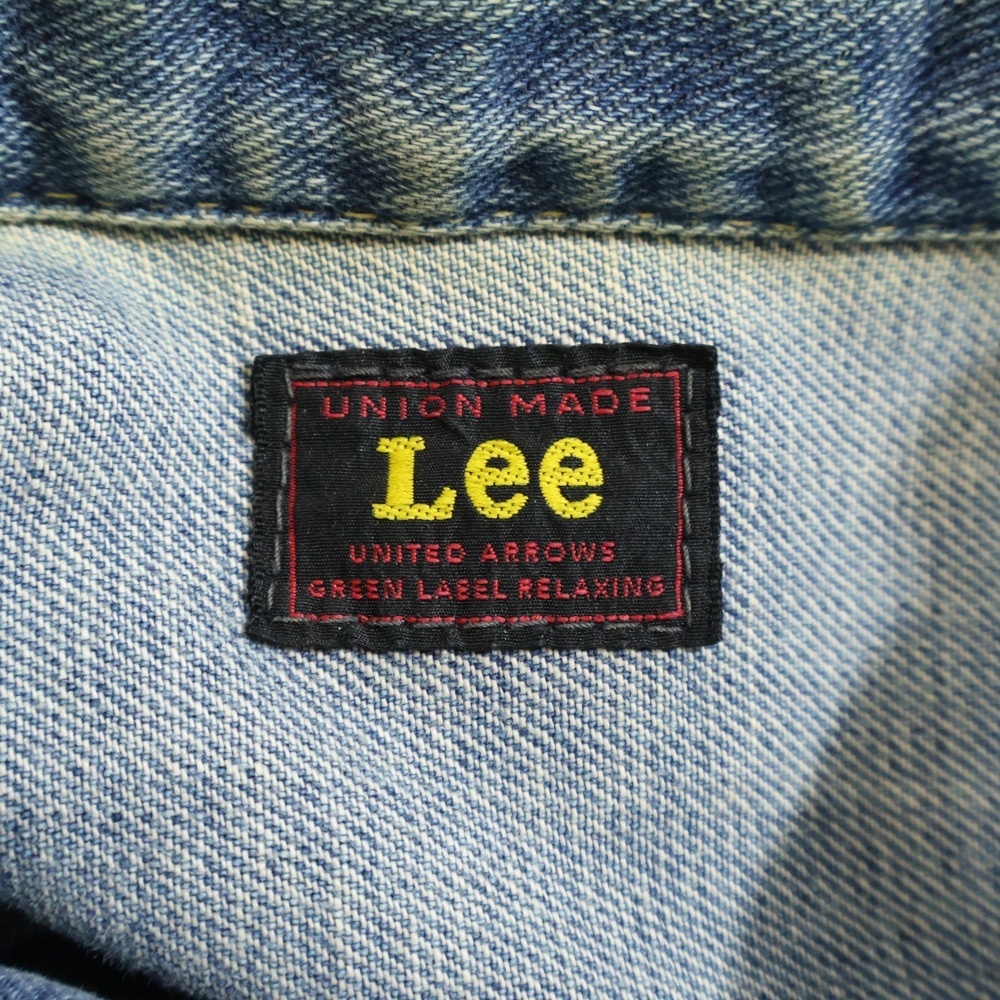 UNION MADE
Lee
UNITED ARROWS
GREEN LABEL RELAXING